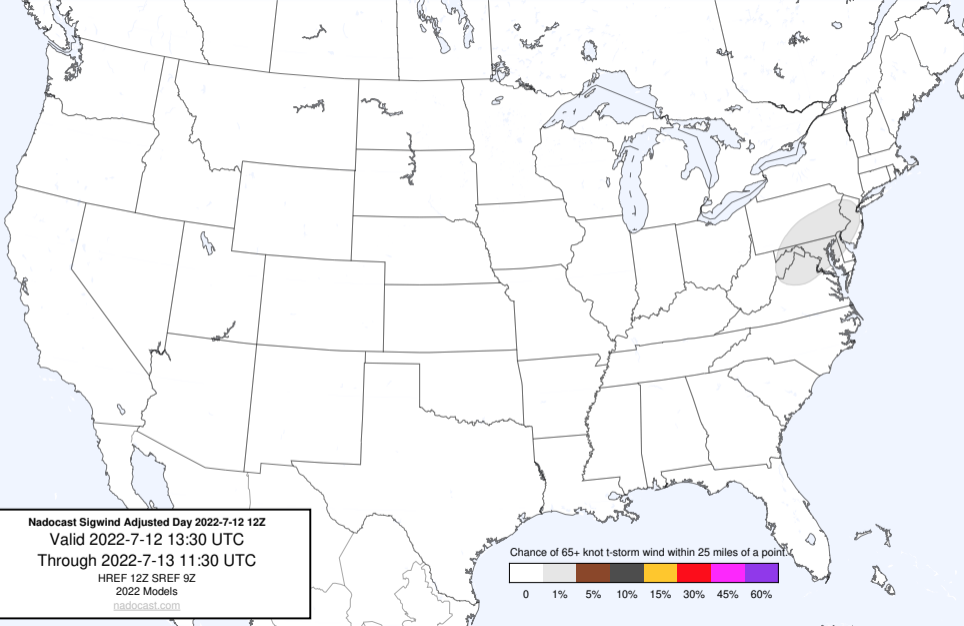 Nadocast Sigwind Adjusted Day 2022-7-12 12Z
Valid 2022-7-12 13:30 UTC
Through 2022-7-13 11:30 UTC
HREF 12Z SREF 9Z
2022 Models
nadocast.com
Chance of 65+ knot t-storm wind within 25 miles of a point.
0 1% 5% 10% 15% 30% 45% 60%